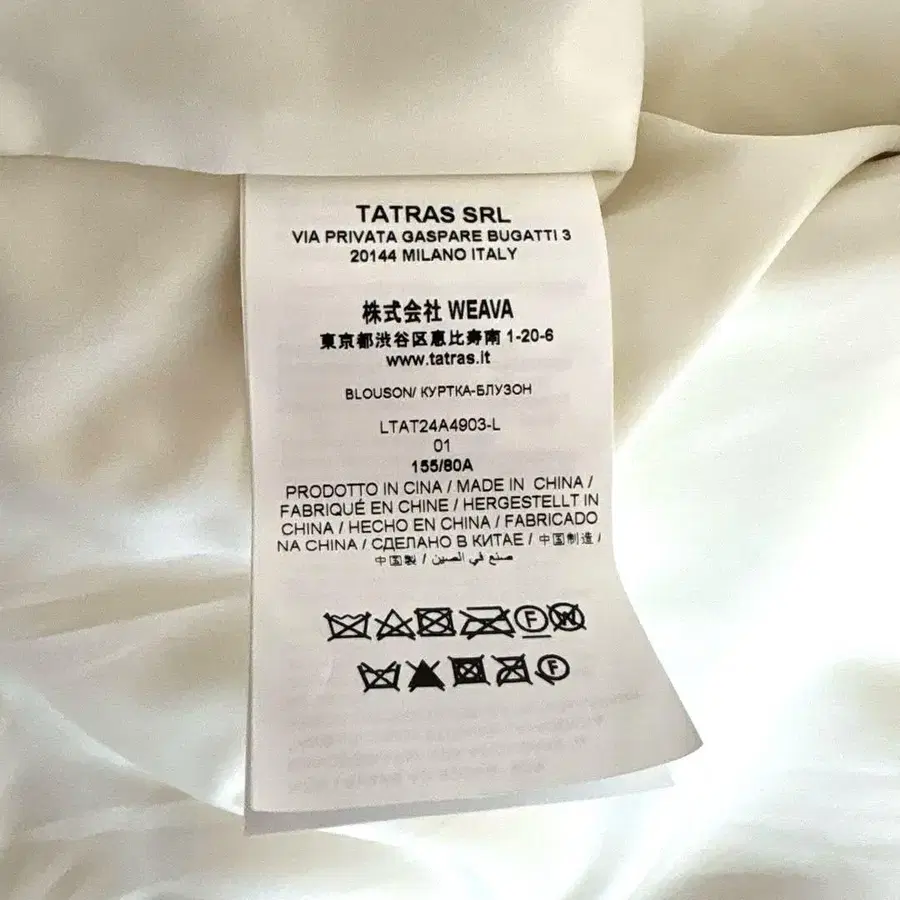 TATRAS SRL
VIA PRIVATA GASPARE BUGATTI 3
20144 MILANO ITALY
株式会社 WEAVA
東京都渋谷区恵比寿南 1-20-6
www.tatras.it
BLOUSON/ КУРТКА-БЛУЗОН
LTAT24A4903-L
01
155/80A
PRODOTTO IN CINA / MADE IN CHINA /
FABRIQUÉ EN CHINE / HERGESTELLT IN
CHINA / HECHO EN CHINA / FABRICADO
NA CHINA / СДЕЛАНО В КИТАЕ / 中国制造 /
中国製 / صنع في الصين
F W
F